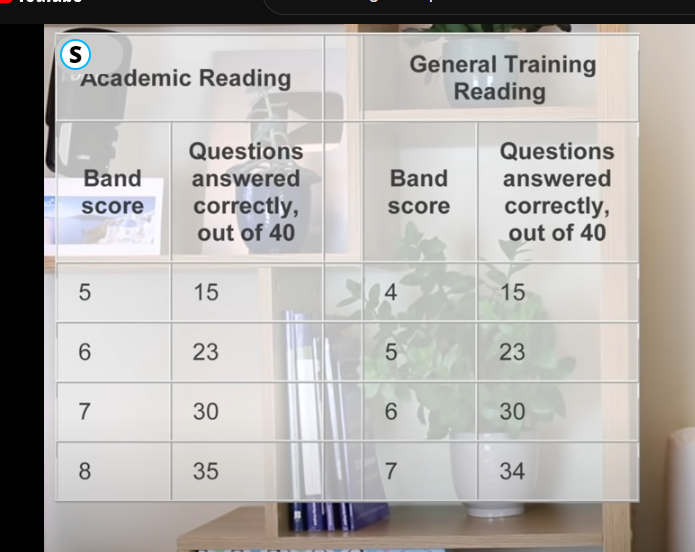 S
Academic Reading
General Training
Reading
Band
score
Questions
answered
correctly,
out of 40
Band
score
Questions
answered
correctly,
out of 40
5 15 4 15
6 23 5 23
7 30 6 30
8 35 7 34